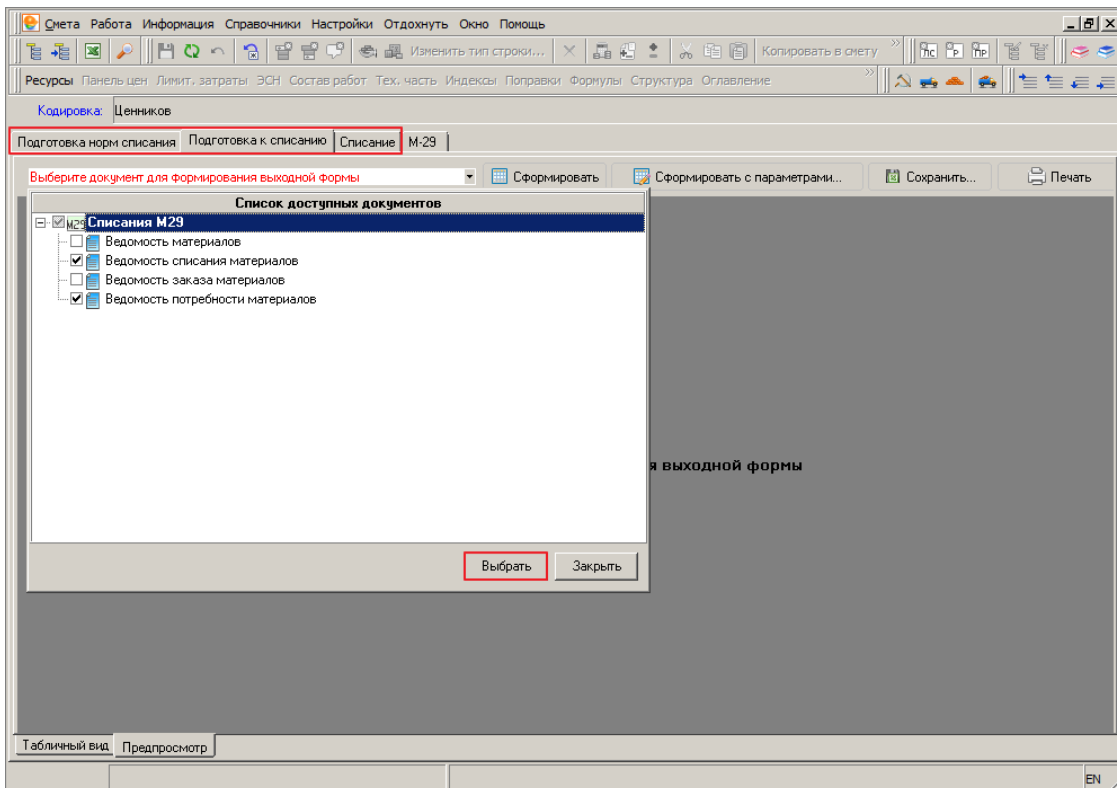 Смета Работа Информация Справочники Настройки Отдохнуть Окно Помощь
Изменить тип строки... Копировать в смету
Ресурсы Панель цен Лимит. затраты ЭСН Состав работ Тех. часть Индексы Поправки Формулы Структура Оглавление
Кодировка: Ценников
Подготовка норм списания Подготовка к списанию Списание М-29
Выберите документ для формирования выходной формы Сформировать Сформировать с параметрами... Сохранить... Печать
Список доступных документов
М29 Списания М29
Ведомость материалов
Ведомость списания материалов
Ведомость заказа материалов
Ведомость потребности материалов
я выходной формы
Выбрать Закрыть
Табличный вид Предпросмотр
EN